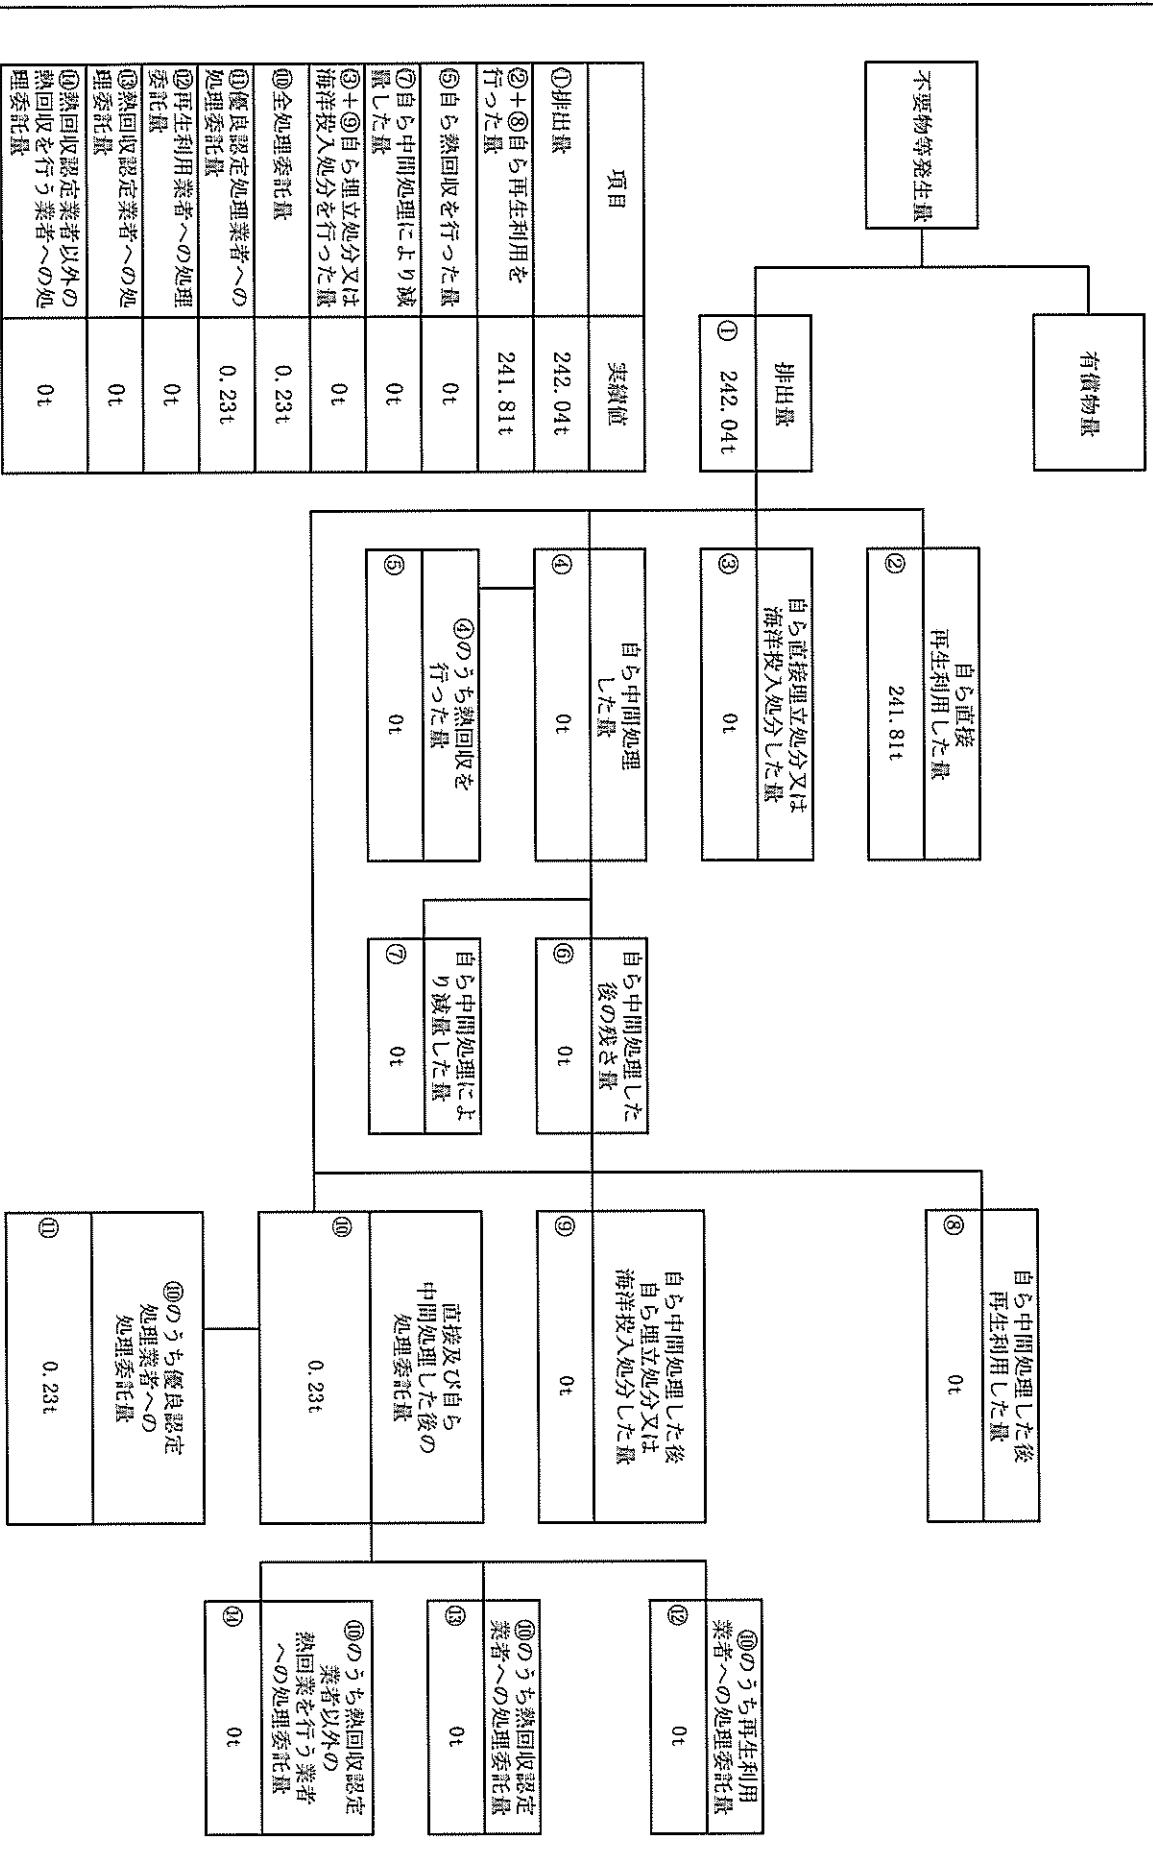 不要物等発生量
有償物量
排出量
① 242.04t
自ら直接
再生利用した量
② 241.81t
自ら直接埋立処分又は
海洋投入処分した量
③ 0t
自ら中間処理
した量
④ 0t
④のうち熱回収を
行った量
⑤ 0t
自ら中間処理した
後の残さ量
⑥ 0t
自ら中間処理によ
り減量した量
⑦ 0t
自ら中間処理した後
再生利用した量
⑧ 0t
自ら中間処理した後
自ら埋立処分又は
海洋投入処分した量
⑨ 0t
直接及び自ら
中間処理した後の
処理委託量
⑩ 0.23t
⑩のうち優良認定
処理業者への
処理委託量
⑪ 0.23t
⑩のうち再生利用
業者への処理委託量
⑫ 0t
⑩のうち熱回収認定
業者への処理委託量
⑬ 0t
⑩のうち熱回収認定
業者以外の
熱回業を行う業者
への処理委託量
⑭ 0t
項目 実績値
①排出量 242.04t
②+⑧自ら再生利用を
行った量 241.81t
⑤自ら熱回収を行った量 0t
⑦自ら中間処理により減
量した量 0t
③+⑨自ら埋立処分又は
海洋投入処分を行った量 0t
⑩全処理委託量 0.23t
⑪優良認定処理業者への
処理委託量 0.23t
⑫再生利用業者への処理
委託量 0t
⑬熱回収認定業者への処
理委託量 0t
⑭熱回収認定業者以外の
熱回収を行う業者への処
理委託量 0t